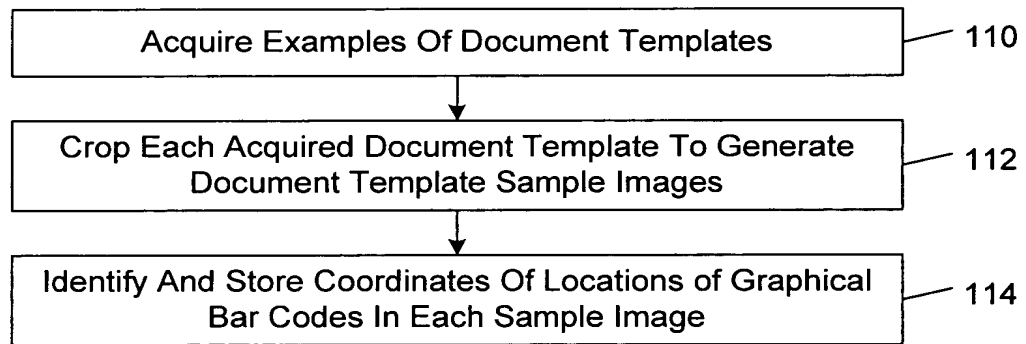 Acquire Examples Of Document Templates
110
Crop Each Acquired Document Template To Generate
Document Template Sample Images
112
Identify And Store Coordinates Of Locations of Graphical
Bar Codes In Each Sample Image
114